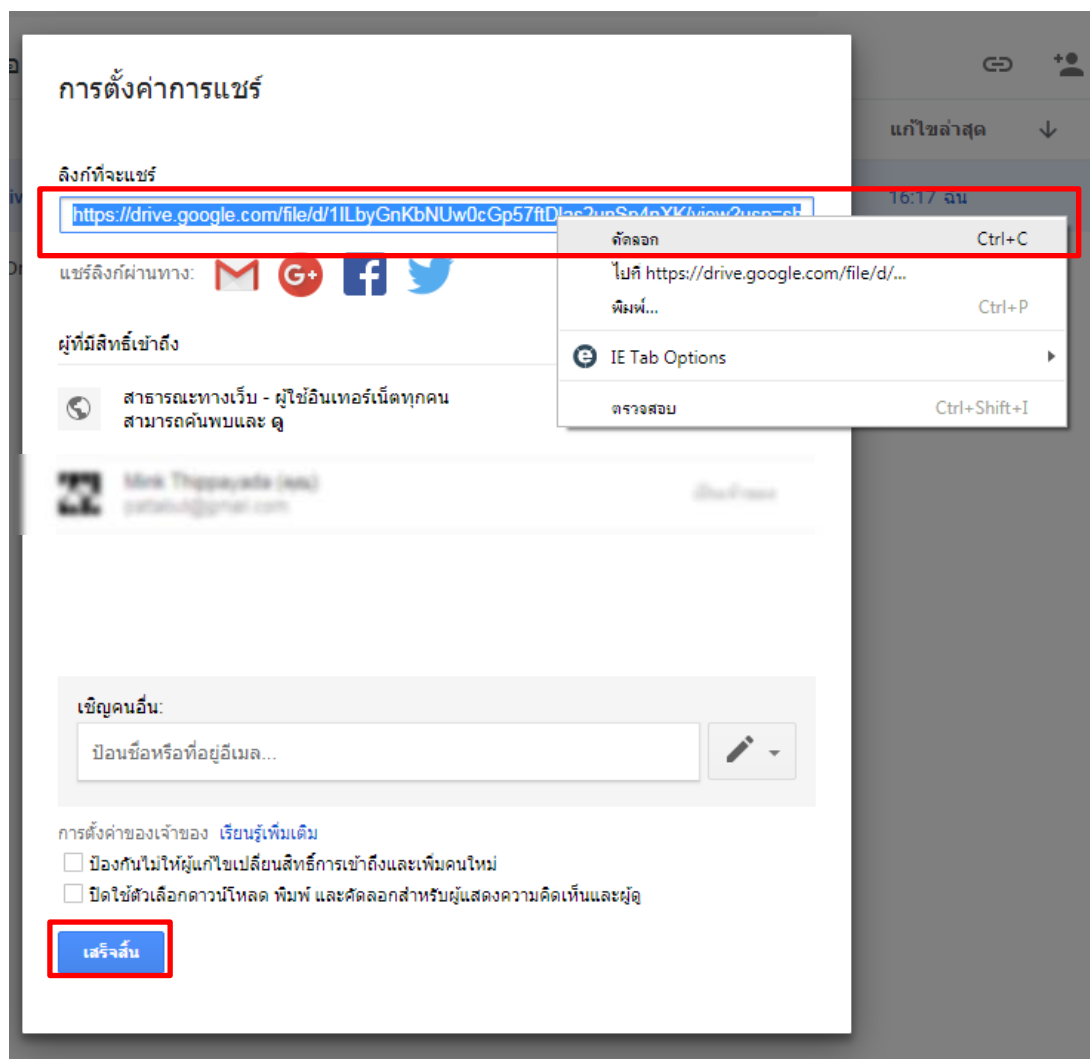 การตั้งค่าการแชร์
แก้ไขล่าสุด
ลิงก์ที่จะแชร์
16:17 ฉัน
https://drive.google.com/file/d/1ILbyGnKbNUw0cGp57ftD
คัดลอก Ctrl+C
แชร์ลิงก์ผ่านทาง: G+
ไปที่ https://drive.google.com/file/d/...
พิมพ์... Ctrl+P
ผู้ที่มีสิทธิ์เข้าถึง
IE Tab Options
สาธารณะทางเว็บ - ผู้ใช้อินเทอร์เน็ตทุกคน
สามารถค้นพบและ ดู
ตรวจสอบ Ctrl+Shift+I
Mink Thippayada (คุณ)
เชิญคนอื่น:
ป้อนชื่อหรือที่อยู่อีเมล...
การตั้งค่าของเจ้าของ เรียนรู้เพิ่มเติม
ป้องกันไม่ให้ผู้แก้ไขเปลี่ยนสิทธิ์การเข้าถึงและเพิ่มคนใหม่
ปิดใช้ตัวเลือกดาวน์โหลด พิมพ์ และคัดลอกสำหรับผู้แสดงความคิดเห็นและผู้ดู
เสร็จสิ้น